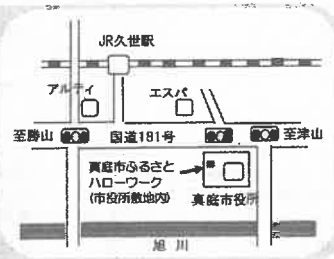 JR久世駅
アルティ
エスパ
至勝山
国道181号
至津山
真庭市ふるさと
ハローワーク
(市役所敷地内)
真庭市役所
旭川